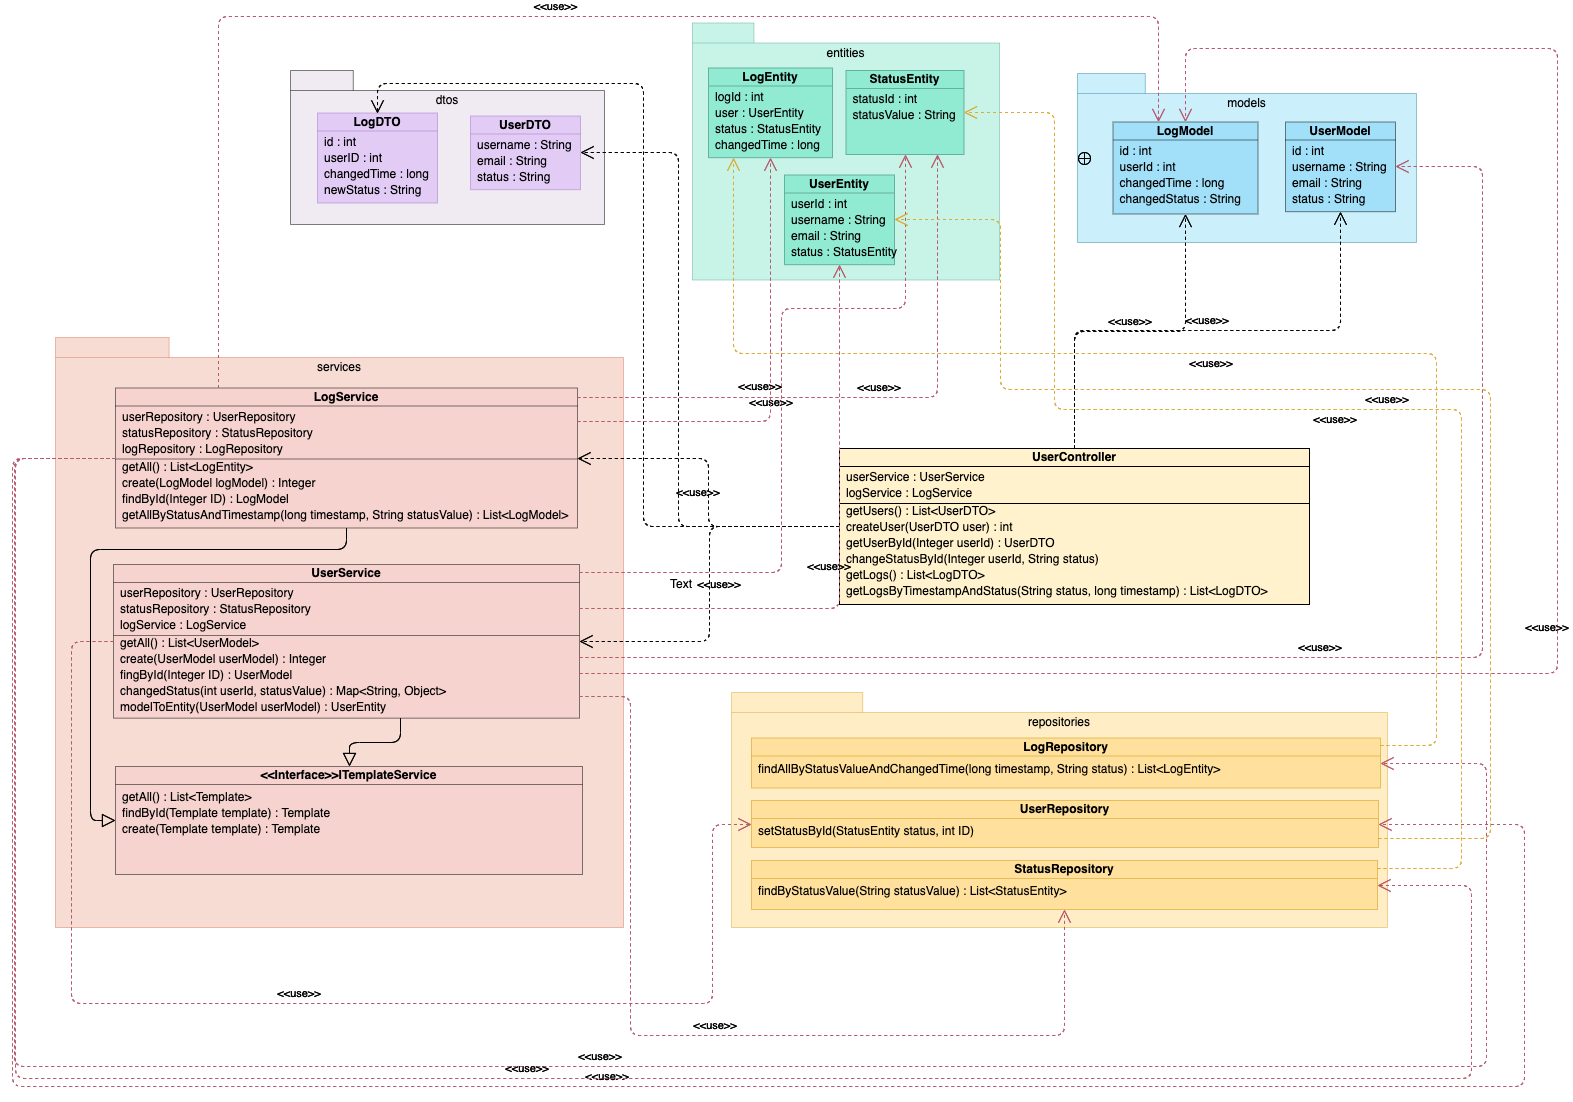 <<use>>
entities
LogEntity
logId : int
user : UserEntity
status : StatusEntity
changedTime : long
StatusEntity
statusId : int
statusValue : String
UserEntity
userId : int
username : String
email : String
status : StatusEntity
dtos
LogDTO
id : int
userID : int
changedTime : long
newStatus : String
UserDTO
username : String
email : String
status : String
models
LogModel
id : int
userId : int
changedTime : long
changedStatus : String
UserModel
id : int
username : String
email : String
status : String
<<use>>
<<use>>
<<use>>
services
LogService
userRepository : UserRepository
statusRepository : StatusRepository
logRepository : LogRepository
getAll() : List<LogEntity>
create(LogModel logModel) : Integer
findById(Integer ID) : LogModel
getAllByStatusAndTimestamp(long timestamp, String statusValue) : List<LogModel>
<<use>>
<<use>>
<<use>>
<<use>>
<<use>>
<<use>>
UserController
userService : UserService
logService : LogService
getUsers() : List<UserDTO>
createUser(UserDTO user) : int
getUserById(Integer userId) : UserDTO
changeStatusById(Integer userId, String status)
getLogs() : List<LogDTO>
getLogsByTimestampAndStatus(String status, long timestamp) : List<LogDTO>
<<use>>
Text
<<use>>
UserService
userRepository : UserRepository
statusRepository : StatusRepository
logService : LogService
getAll() : List<UserModel>
create(UserModel userModel) : Integer
fingById(Integer ID) : UserModel
changedStatus(int userId, statusValue) : Map<String, Object>
modelToEntity(UserModel userModel) : UserEntity
<<use>>
<<use>>
<<Interface>>ITemplateService
getAll() : List<Template>
findById(Template template) : Template
create(Template template) : Template
repositories
LogRepository
findAllByStatusValueAndChangedTime(long timestamp, String status) : List<LogEntity>
UserRepository
setStatusById(StatusEntity status, int ID)
StatusRepository
findByStatusValue(String statusValue) : List<StatusEntity>
<<use>>
<<use>>
<<use>>
<<use>>
<<use>>